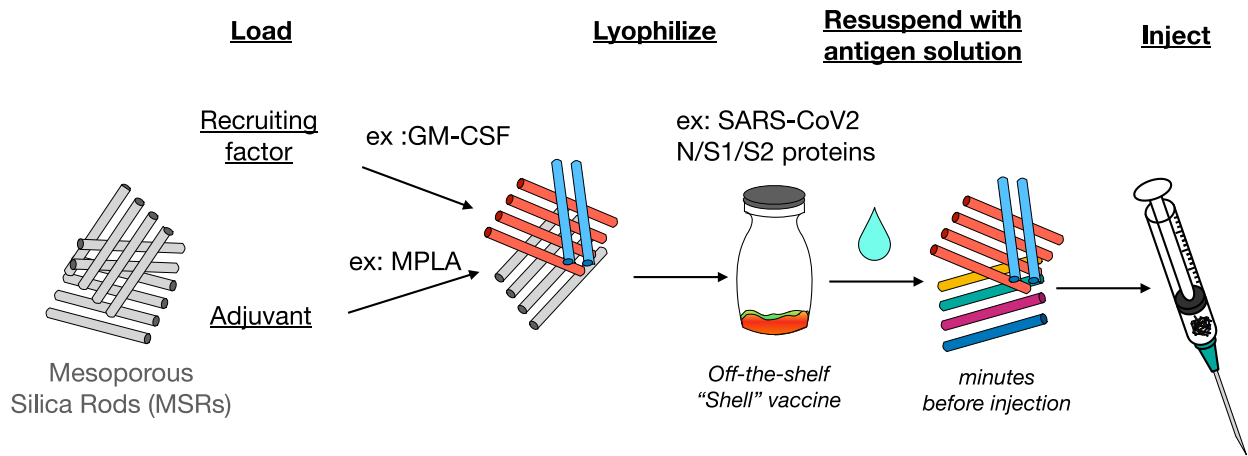 Load
Lyophilize
Resuspend with
antigen solution
Inject
Recruiting
factor
ex :GM-CSF
ex: SARS-CoV2
N/S1/S2 proteins
ex: MPLA
Adjuvant
Mesoporous
Silica Rods (MSRs)
Off-the-shelf
“Shell” vaccine
minutes
before injection